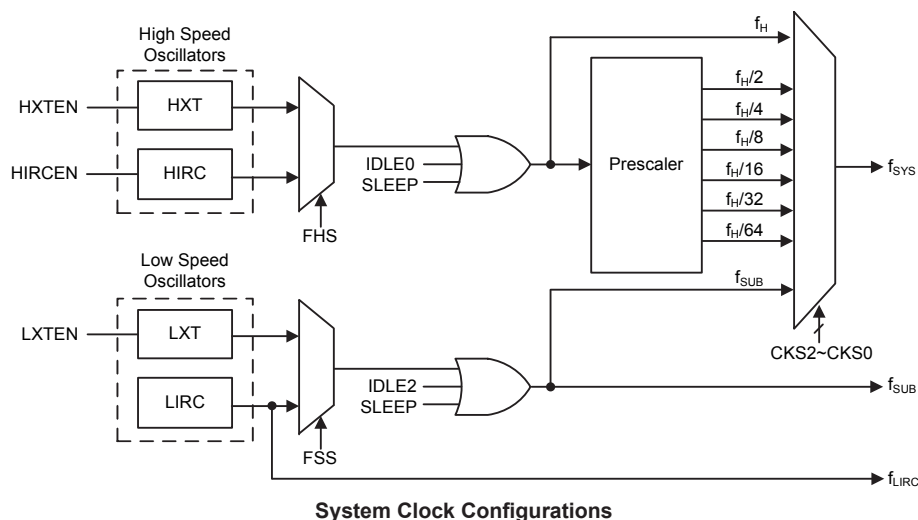 High Speed
Oscillators
HXTEN
HXT
HIRCEN
HIRC
FHS
IDLE0
SLEEP
Prescaler
fH
fH/2
fH/4
fH/8
fH/16
fH/32
fH/64
fSUB
fSYS
CKS2~CKS0
Low Speed
Oscillators
LXTEN
LXT
LIRC
FSS
IDLE2
SLEEP
fSUB
fLIRC
System Clock Configurations